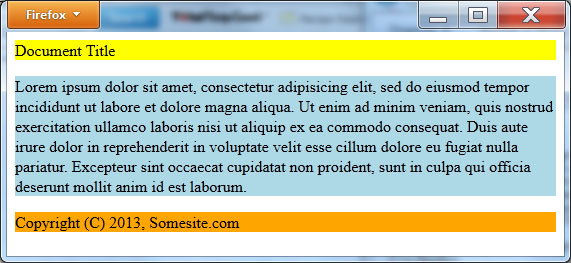 Firefox
Document Title
Lorem ipsum dolor sit amet, consectetur adipisicing elit, sed do eiusmod tempor
incididunt ut labore et dolore magna aliqua. Ut enim ad minim veniam, quis nostrud
exercitation ullamco laboris nisi ut aliquip ex ea commodo consequat. Duis aute
irure dolor in reprehenderit in voluptate velit esse cillum dolore eu fugiat nulla
pariatur. Excepteur sint occaecat cupidatat non proident, sunt in culpa qui officia
deserunt mollit anim id est laborum.
Copyright (C) 2013, Somesite.com